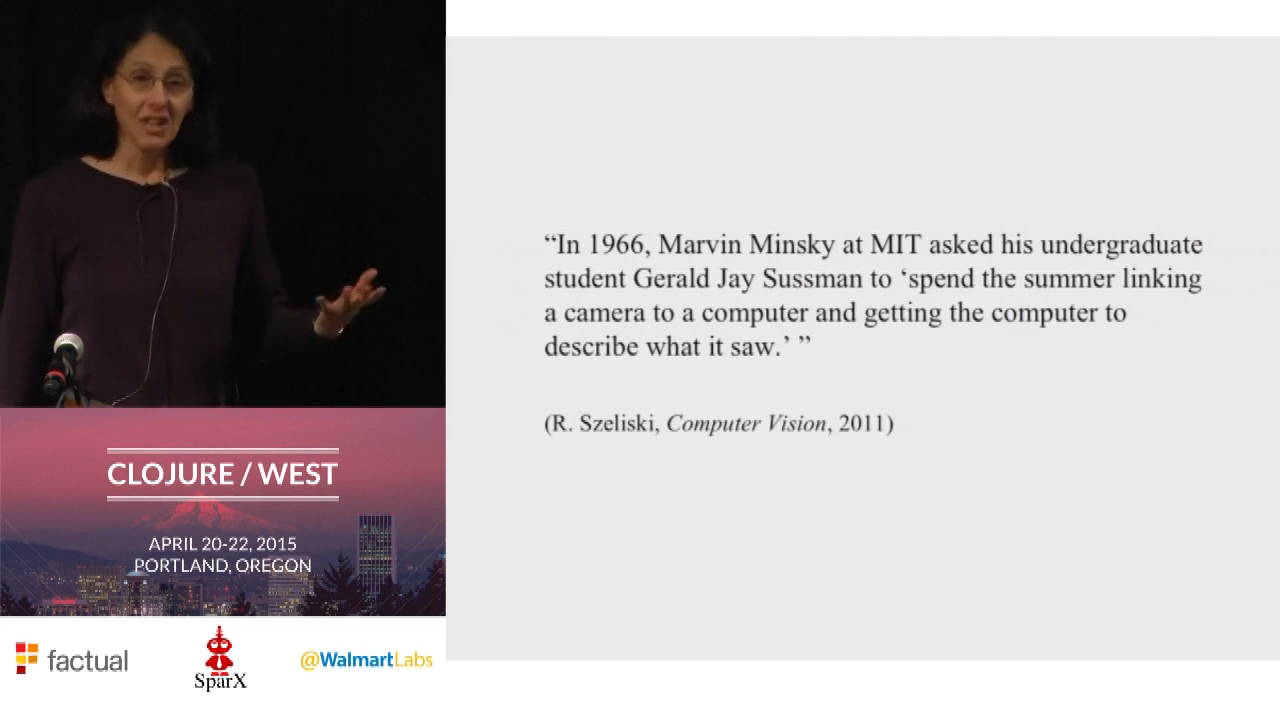 “In 1966, Marvin Minsky at MIT asked his undergraduate
student Gerald Jay Sussman to ‘spend the summer linking
a camera to a computer and getting the computer to
describe what it saw.’ ”
(R. Szeliski, Computer Vision, 2011)
CLOJURE / WEST
APRIL 20-22, 2015
PORTLAND, OREGON
factual
SparX
@WalmartLabs